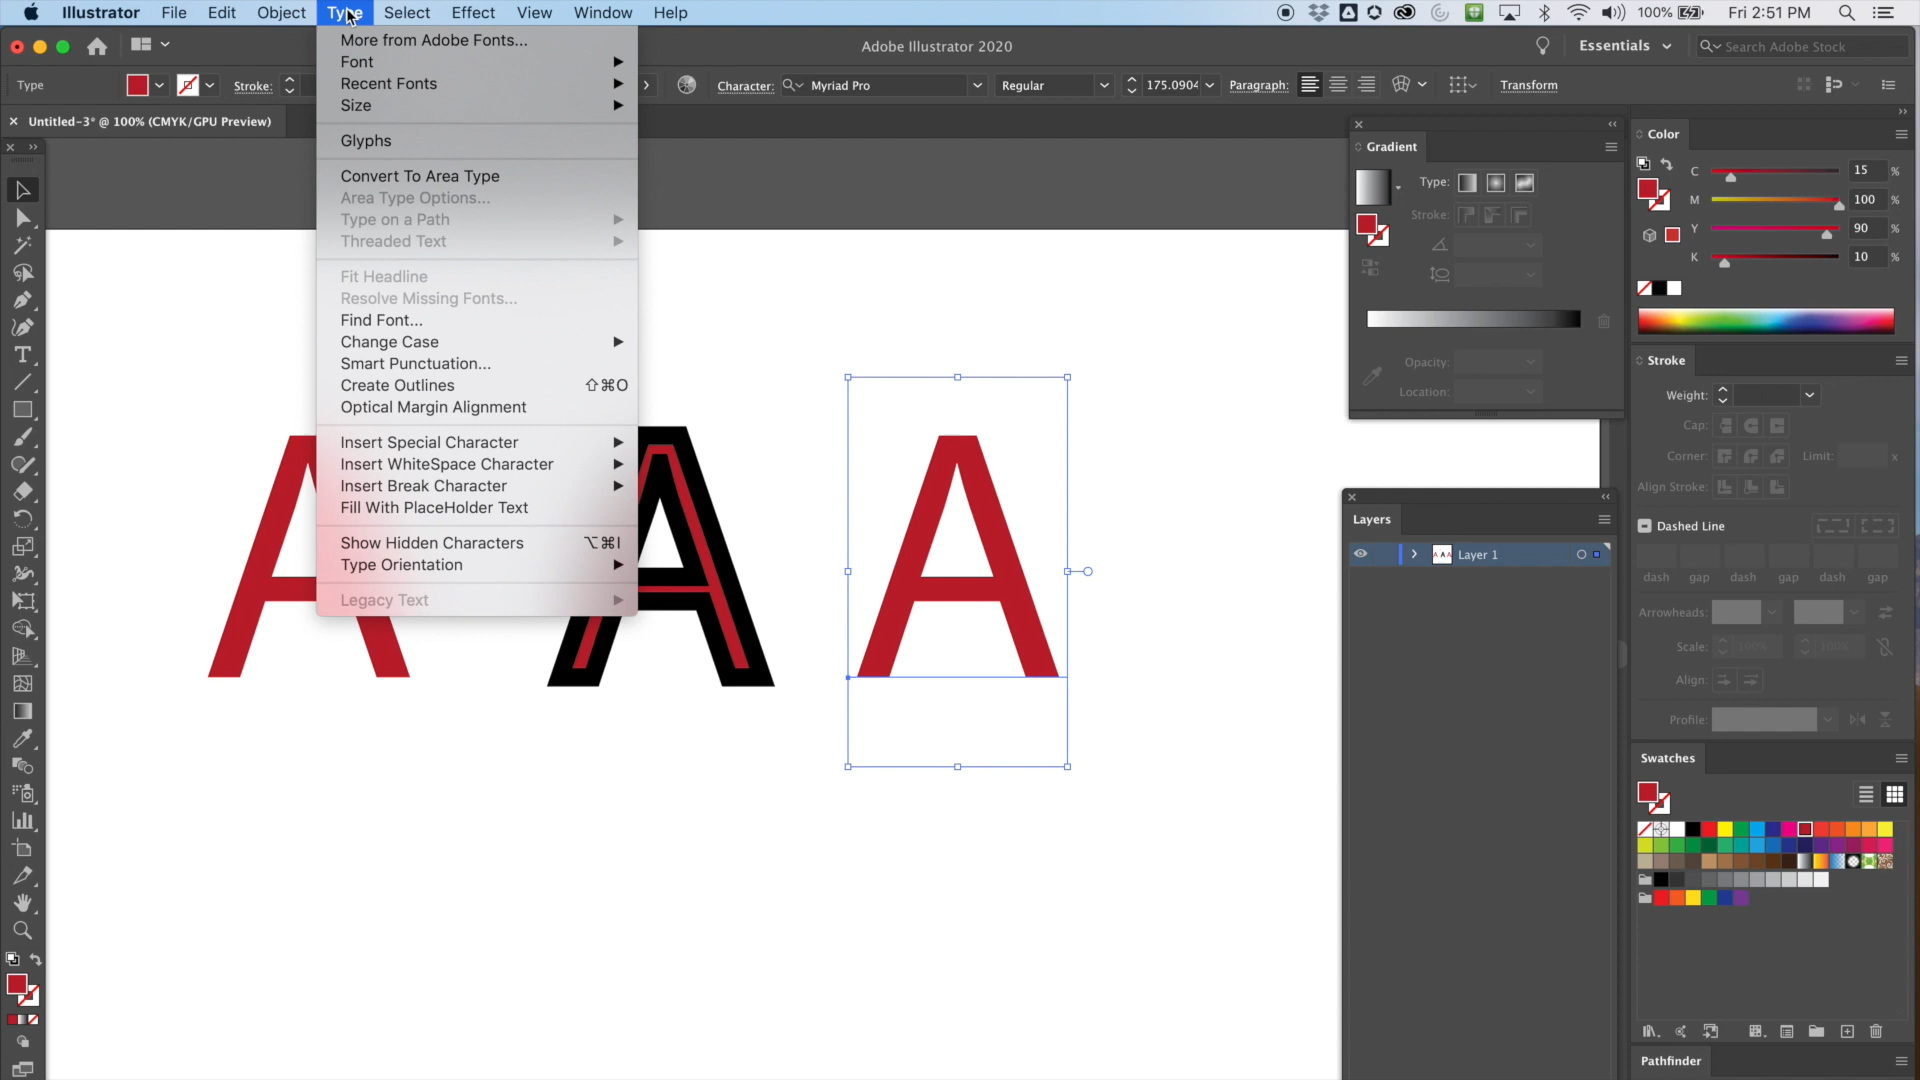 Illustrator File Edit Object Type Select Effect View Window Help
100% Fri 2:51 PM
Adobe Illustrator 2020
Essentials
Search Adobe Stock
Type
Stroke:
Character: Myriad Pro
Regular
175.0904
Paragraph:
Transform
Untitled-3* @ 100% (CMYK/GPU Preview)
More from Adobe Fonts...
Font
Recent Fonts
Size
Glyphs
Convert To Area Type
Area Type Options...
Type on a Path
Threaded Text
Fit Headline
Resolve Missing Fonts...
Find Font...
Change Case
Smart Punctuation...
Create Outlines ⇧⌘O
Optical Margin Alignment
Insert Special Character
Insert WhiteSpace Character
Insert Break Character
Fill With PlaceHolder Text
Show Hidden Characters ⌥⌘I
Type Orientation
Legacy Text
A A A
Gradient
Type:
Stroke:
Opacity:
Location:
Layers
Layer 1
Color
C 15 %
M 100 %
Y 90 %
K 10 %
Stroke
Weight:
Cap:
Corner:
Limit: x
Align Stroke:
Dashed Line
dash gap dash gap dash gap
Arrowheads:
Scale: 100% 100%
Align:
Profile:
Swatches
Pathfinder